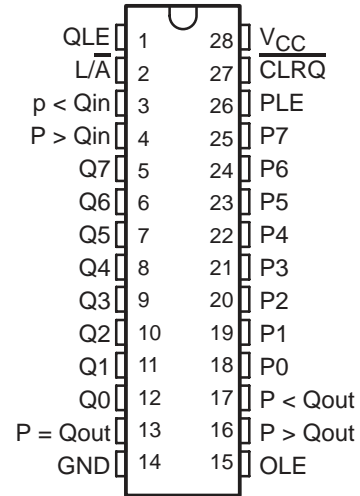 QLE 1 28 VCC
L/A 2 27 CLRQ
p < Qin 3 26 PLE
P > Qin 4 25 P7
Q7 5 24 P6
Q6 6 23 P5
Q5 7 22 P4
Q4 8 21 P3
Q3 9 20 P2
Q2 10 19 P1
Q1 11 18 P0
Q0 12 17 P < Qout
P = Qout 13 16 P > Qout
GND 14 15 OLE